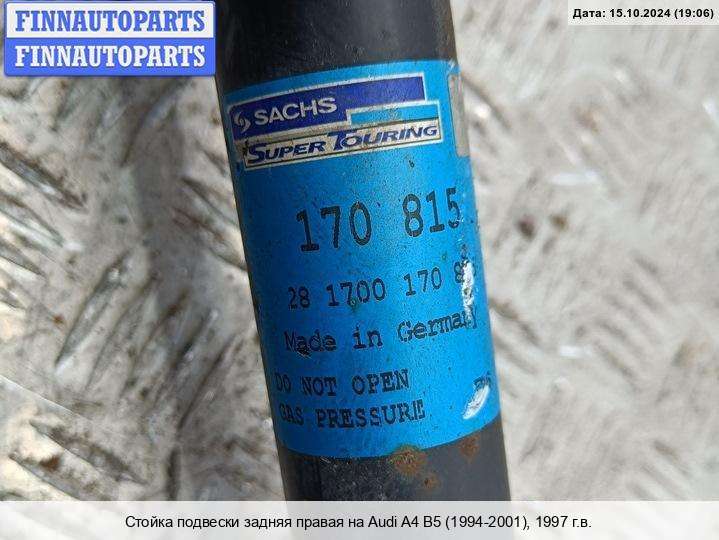 FINNAUTOPARTS
FINNAUTOPARTS
Дата: 15.10.2024 (19:06)
SACHS
SUPER TOURING
170 815
28 1700 170
Made in Germany
DO NOT OPEN
GAS PRESSURE
Стойка подвески задняя правая на Audi A4 B5 (1994-2001), 1997 г.в.